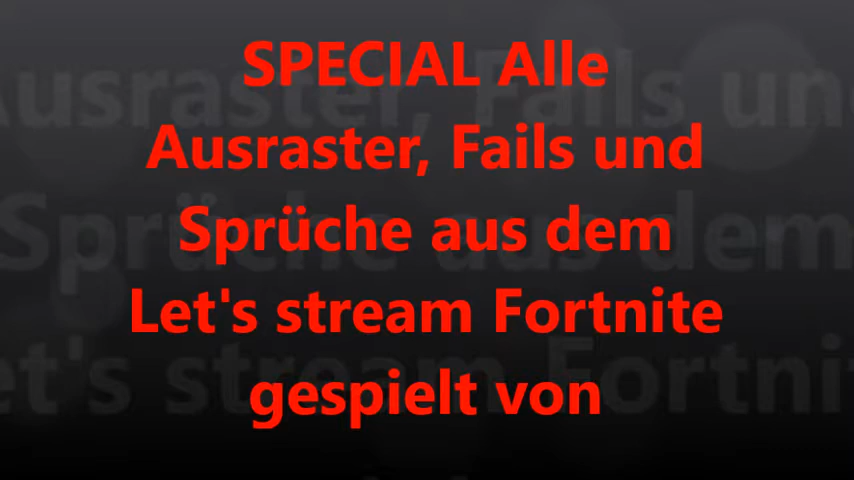 SPECIAL Alle
Ausraster, Fails und
Sprüche aus dem
Let's stream Fortnite
gespielt von